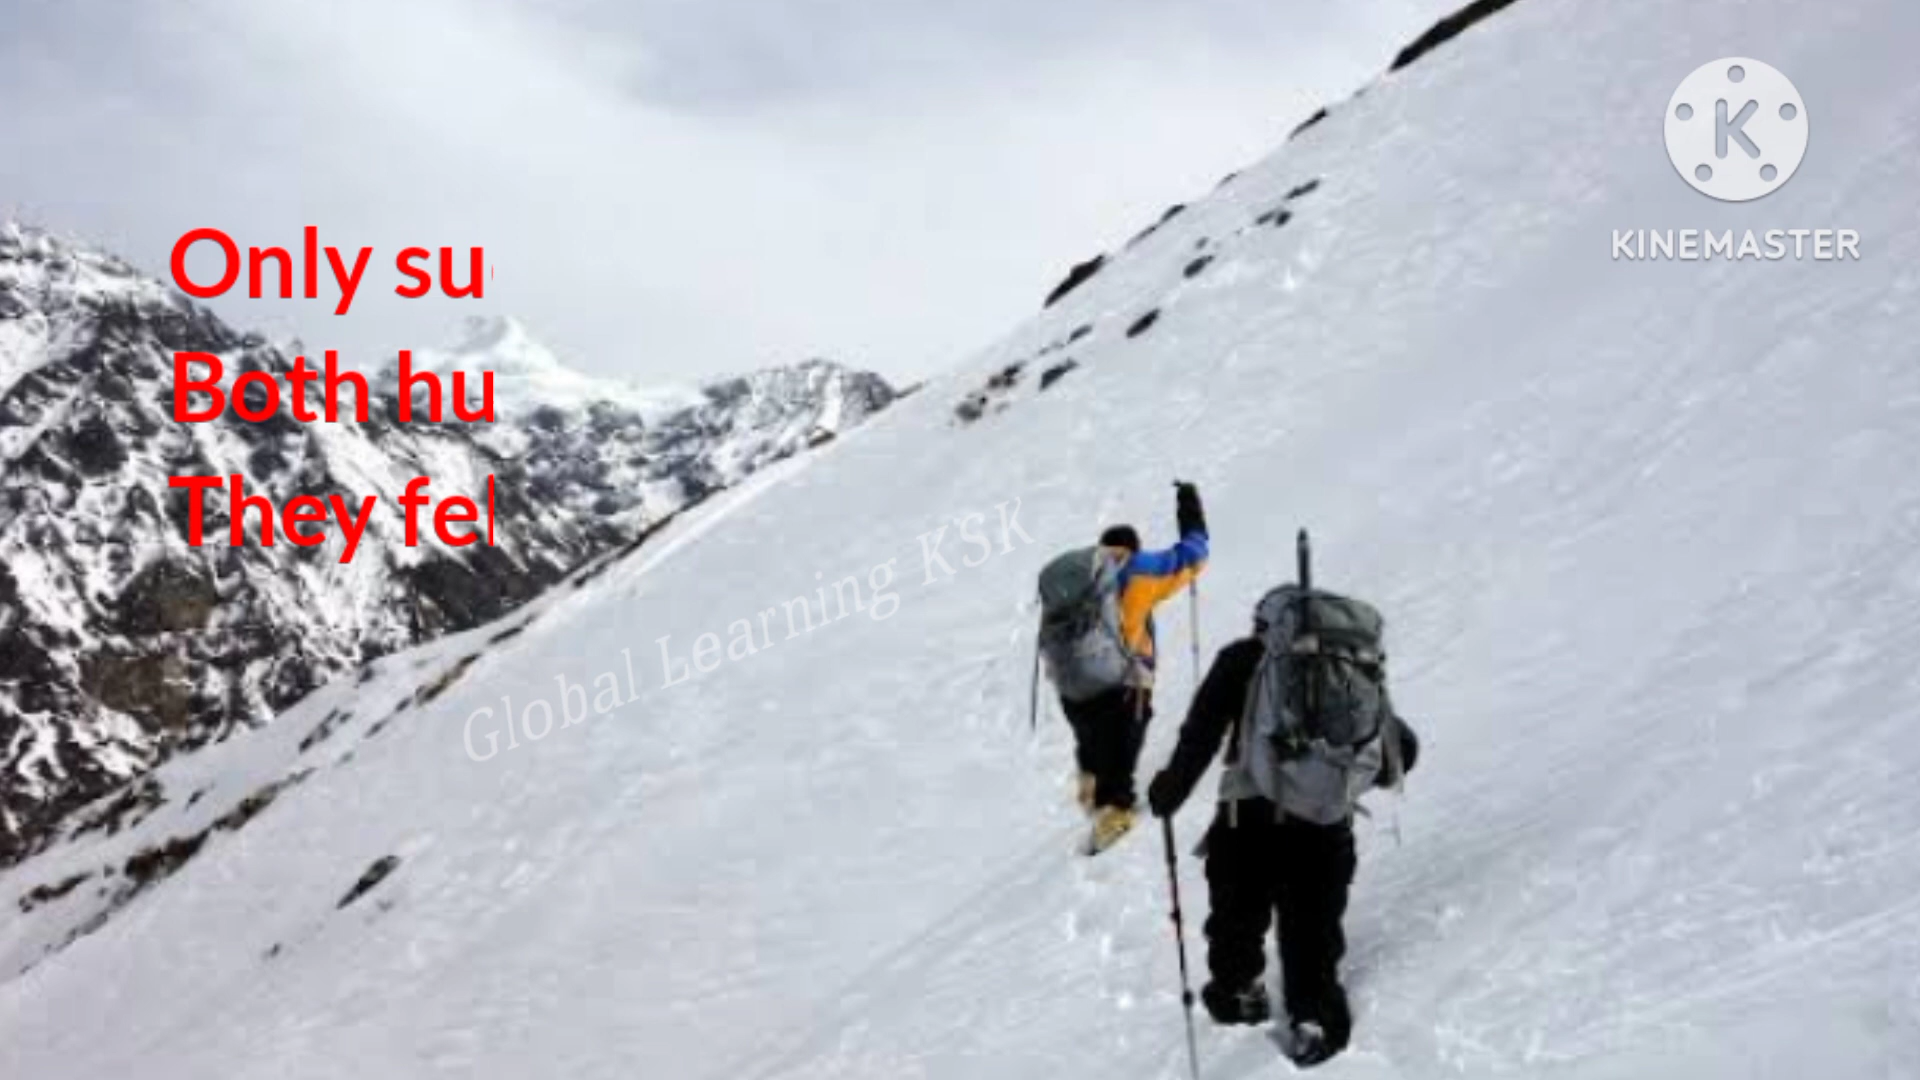 Only su
Both hu
They fel
K
KINEMASTER
Global Learning KSK